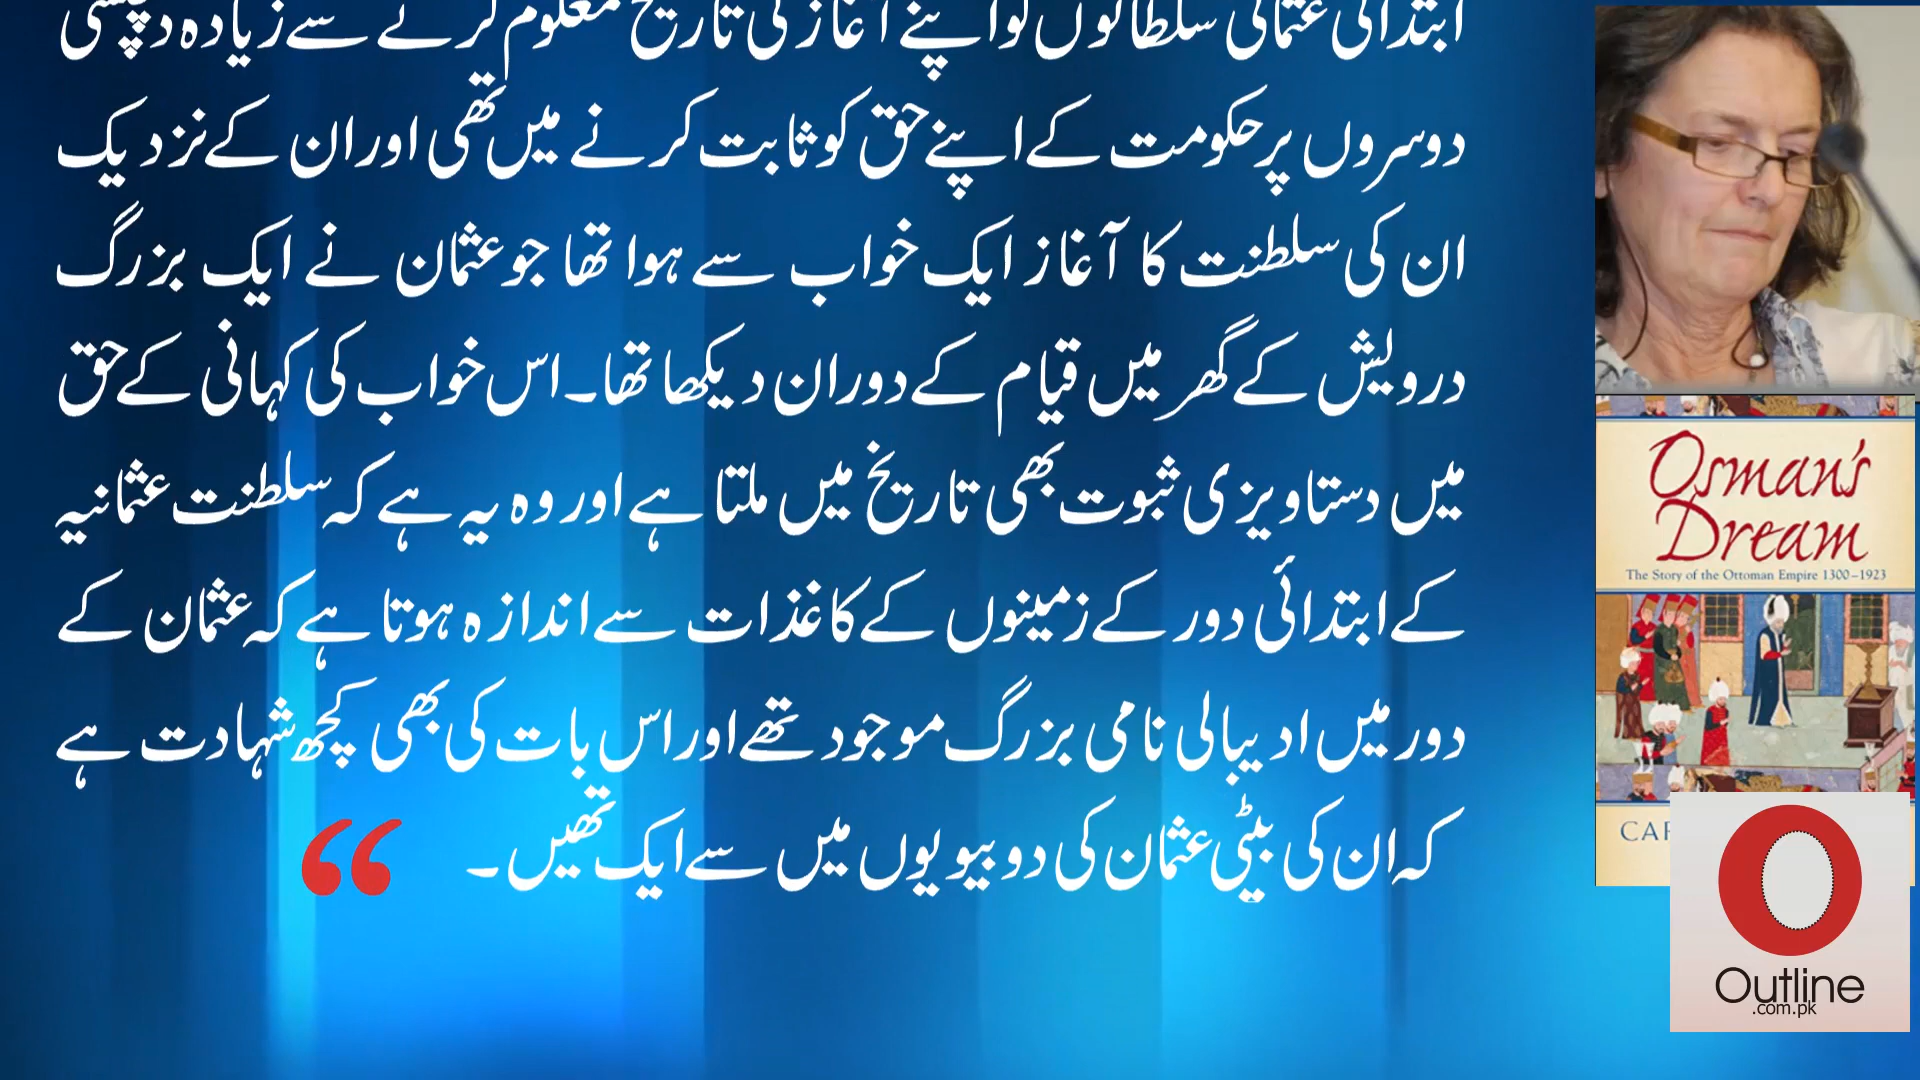 ابتدائی عثمانی سلطانوں کو اپنے آغاز کی تاریخ معلوم کرنے سے زیادہ دلچسپی
دوسروں پر حکومت کے اپنے حق کو ثابت کرنے میں تھی اور ان کے نزدیک
ان کی سلطنت کا آغاز ایک خواب سے ہوا تھا جو عثمان نے ایک بزرگ
درویش کے گھر میں قیام کے دوران دیکھا تھا۔ اس خواب کی کہانی کے حق
میں دستاویزی ثبوت بھی تاریخ میں ملتا ہے اور وہ یہ ہے کہ سلطنت عثمانیہ
کے ابتدائی دور کے زمینوں کے کاغذات سے اندازہ ہوتا ہے کہ عثمان کے
دور میں ادیبالی نامی بزرگ موجود تھے اور اس بات کی بھی کچھ شہادت ہے
کہ ان کی بیٹی عثمان کی دو بیویوں میں سے ایک تھیں۔ “
Osman's
Dream
The Story of the Ottoman Empire 1300–1923
Outline
.com.pk